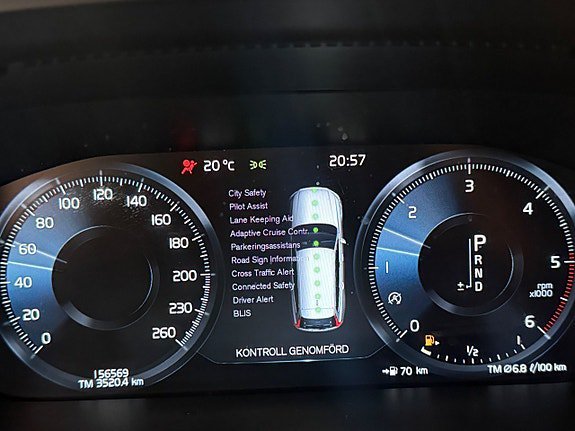 20°C
20:57
City Safety
Pilot Assist
Lane Keeping Aid
Adaptive Cruise Contr
Parkeringsassistans
Road Sign Information
Cross Traffic Alert
Connected Safety
Driver Alert
BLIS
KONTROLL GENOMFÖRD
0
20
40
60
80
100
120
140
160
180
200
230
260
156569
TM 3520.4 km
0
1
2
3
4
5
6
rpm
x1000
P
R
N
D
±
1/2
70 km
TM Ø6.8 l/100 km